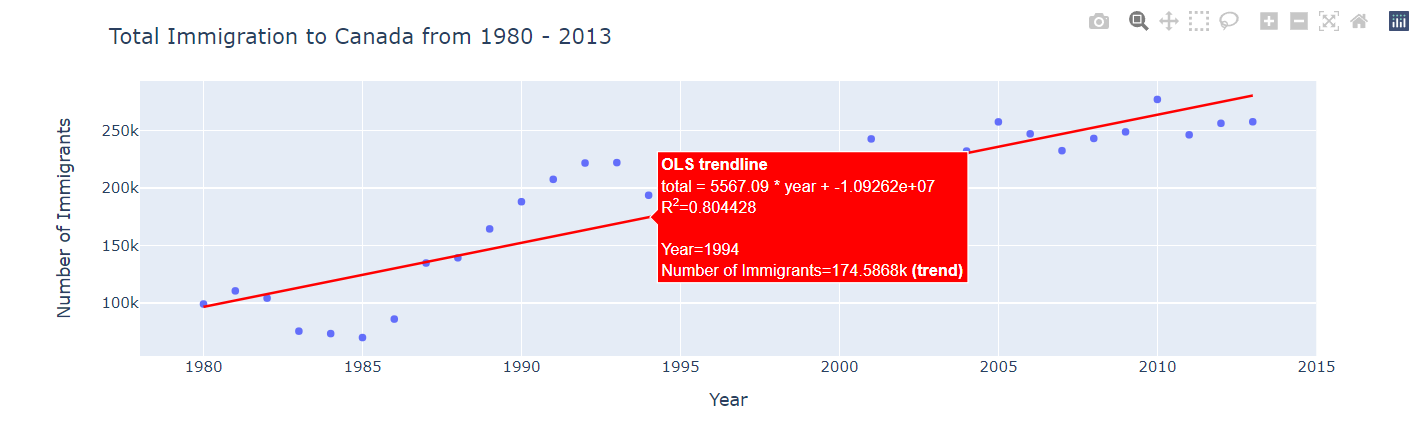 Total Immigration to Canada from 1980 - 2013
Number of Immigrants
250k
200k
150k
100k
OLS trendline
total = 5567.09 * year + -1.09262e+07
R²=0.804428
Year=1994
Number of Immigrants=174.5868k (trend)
1980 1985 1990 1995 2000 2005 2010 2015
Year